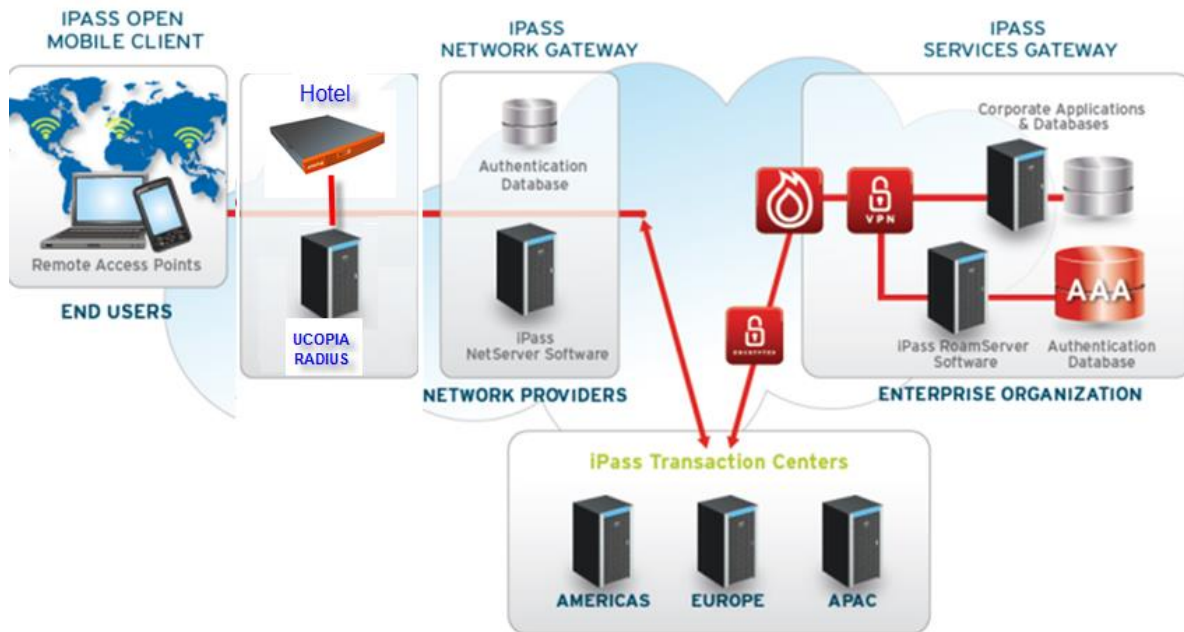 IPASS OPEN
MOBILE CLIENT
Remote Access Points
END USERS
Hotel
UCOPIA
RADIUS
IPASS
NETWORK GATEWAY
Authentication
Database
iPass
NetServer Software
NETWORK PROVIDERS
IPASS
SERVICES GATEWAY
Corporate Applications
& Databases
VPN
ENCRYPTED
iPass RoamServer
Software
AAA
Authentication
Database
ENTERPRISE ORGANIZATION
iPass Transaction Centers
AMERICAS
EUROPE
APAC